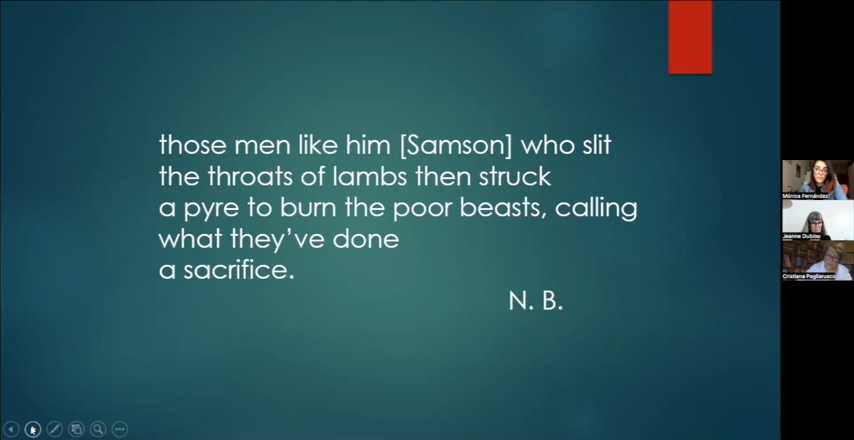 those men like him [Samson] who slit
the throats of lambs then struck
a pyre to burn the poor beasts, calling
what they’ve done
a sacrifice.
N. B.
Mónica Fernández
Jeanne Dubino
Cristiana Pagliarusco